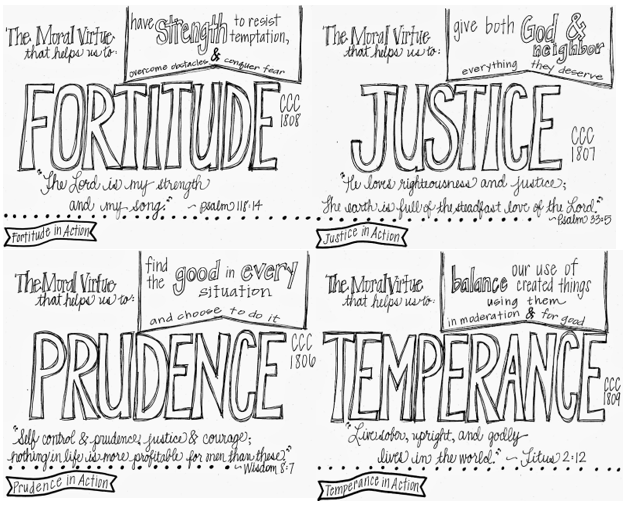 The Moral Virtue
that helps us to:
have Strength to resist
temptation,
overcome obstacles & conquer fear
FORTITUDE
CCC
1808
"The Lord is my strength
and my song." ~ psalm 118:14
Fortitude in Action
The Moral Virtue
that helps us to:
give both God &
neighbor
everything they deserve
JUSTICE
CCC
1807
"He loves righteousness and justice;
The earth is full of the steadfast love of the Lord."
~Psalm 33:5
Justice in Action
The Moral Virtue
that helps us to:
find
the good in every
situation
and choose to do it
PRUDENCE
CCC
1806
"Self control & prudence, justice & courage;
nothing in life is more profitable for men than these."
~ Wisdom 8:7
Prudence in Action
The Moral Virtue
that helps us to:
balance our use of
created things
using them
in moderation & for good
TEMPERANCE
CCC
1809
"Live sober, upright, and godly
lives in the world." ~ Titus 2:12
Temperance in Action